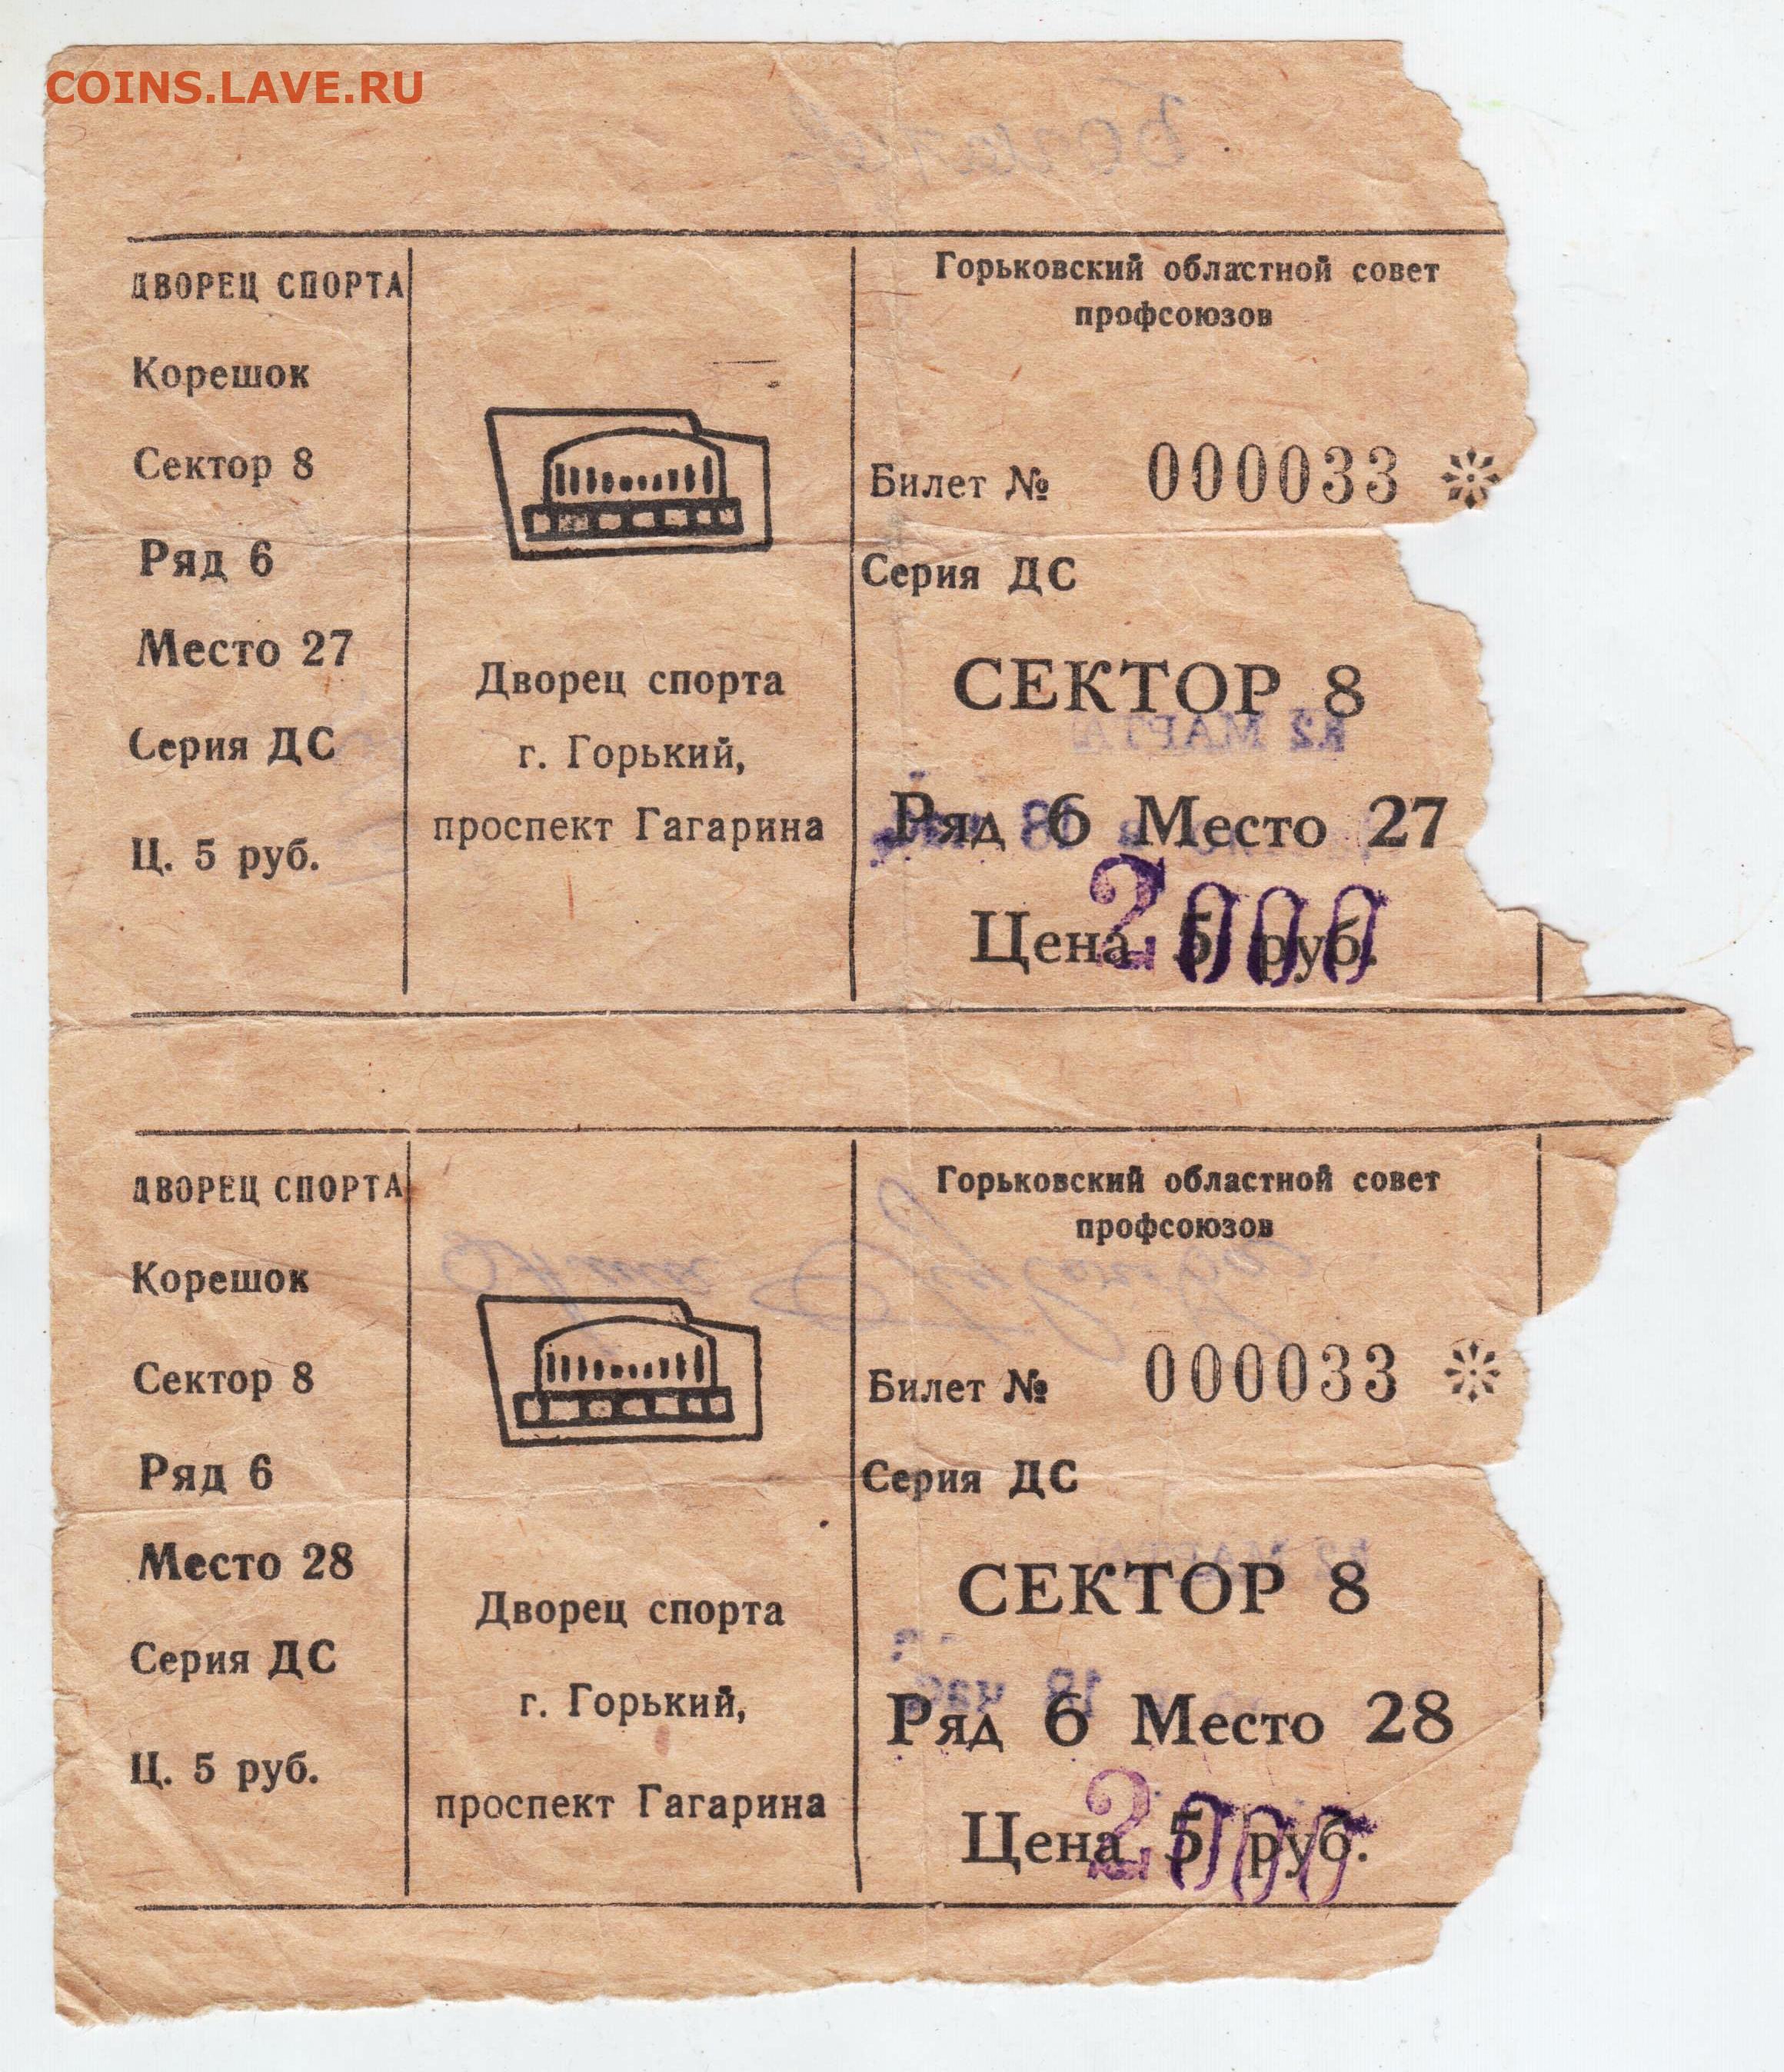 COINS.LAVE.RU
ДВОРЕЦ СПОРТА
Корешок
Сектор 8
Ряд 6
Место 27
Серия ДС
Ц. 5 руб.
Дворец спорта
г. Горький,
проспект Гагарина
Горьковский областной совет
профсоюзов
Билет № 000033
Серия ДС
СЕКТОР 8
22 МАРТА
Ряд 6 Место 27
Цена 5 руб.
2000
ДВОРЕЦ СПОРТА
Корешок
Сектор 8
Ряд 6
Место 28
Серия ДС
Ц. 5 руб.
Дворец спорта
г. Горький,
проспект Гагарина
Горьковский областной совет
профсоюзов
Билет № 000033
Серия ДС
СЕКТОР 8
18 час
Ряд 6 Место 28
Цена 5 руб.
2000